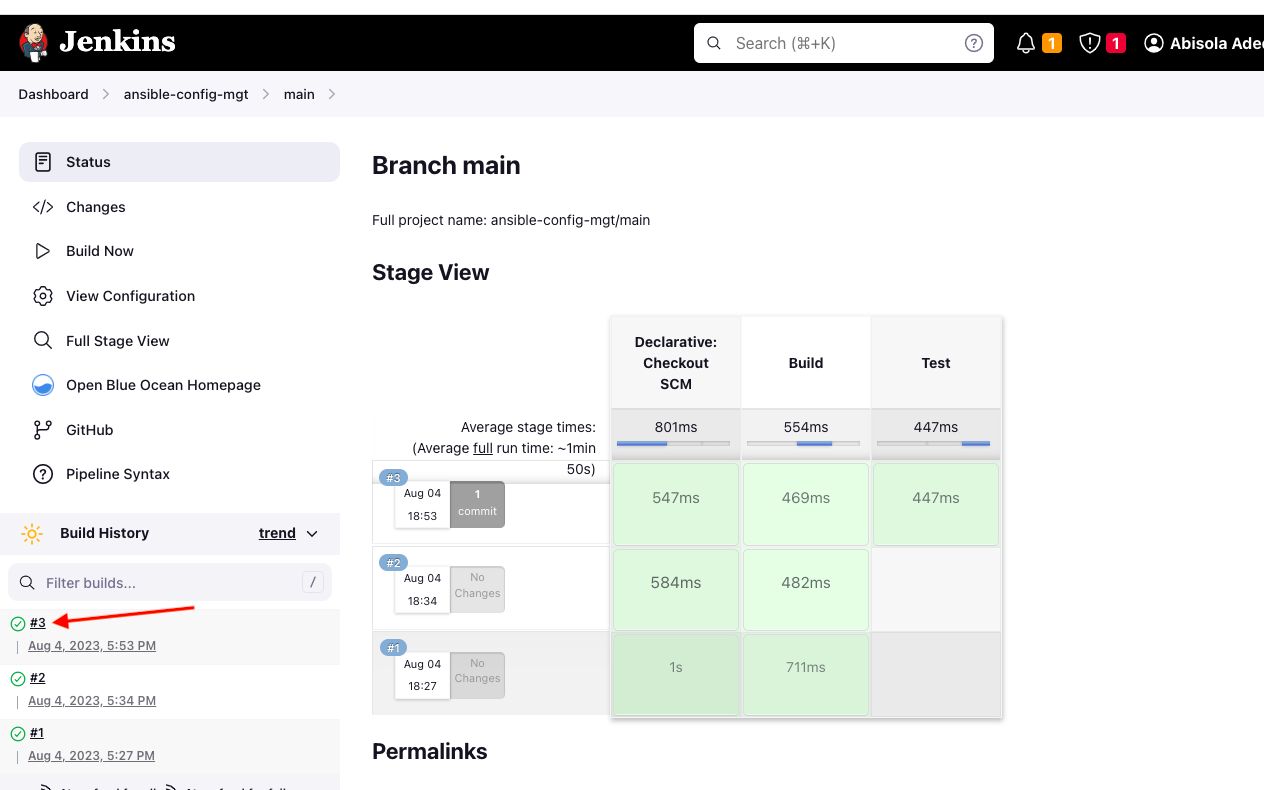 Jenkins
Search (⌘+K)
1
1
Abisola Ade
Dashboard
ansible-config-mgt
main
Status
Changes
Build Now
View Configuration
Full Stage View
Open Blue Ocean Homepage
GitHub
Pipeline Syntax
Build History
trend
Filter builds...
/
#3
Aug 4, 2023, 5:53 PM
#2
Aug 4, 2023, 5:34 PM
#1
Aug 4, 2023, 5:27 PM
Branch main
Full project name: ansible-config-mgt/main
Stage View
Declarative:
Checkout
SCM
Build
Test
Average stage times:
(Average full run time: ~1min
50s)
801ms
554ms
447ms
#3
Aug 04
18:53
1
commit
547ms
469ms
447ms
#2
Aug 04
18:34
No
Changes
584ms
482ms
#1
Aug 04
18:27
No
Changes
1s
711ms
Permalinks